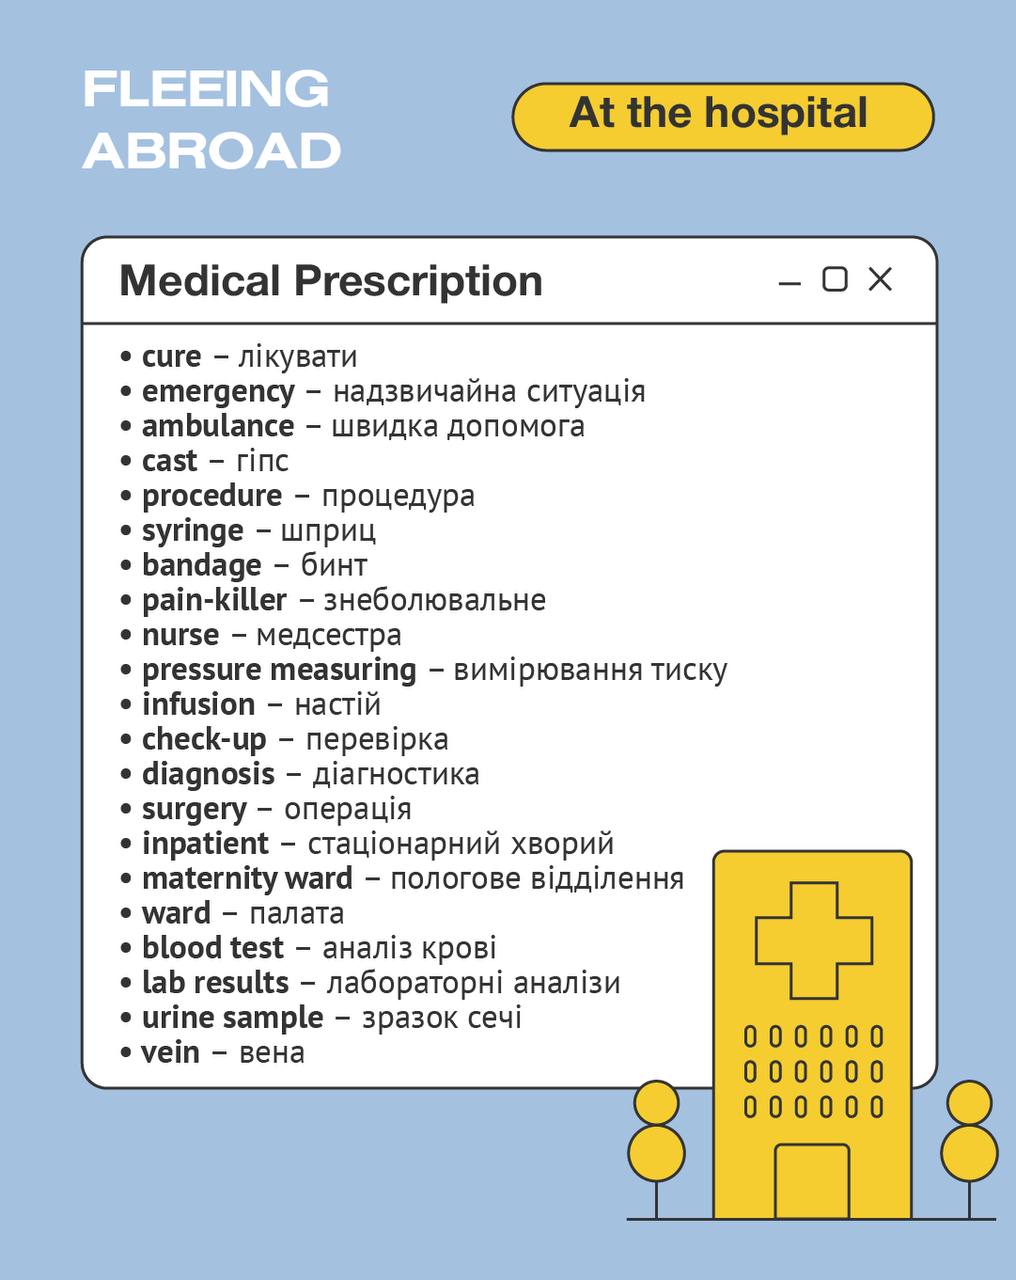 FLEEING
ABROAD
At the hospital
Medical Prescription
• cure – лікувати
• emergency – надзвичайна ситуація
• ambulance – швидка допомога
• cast – гіпс
• procedure – процедура
• syringe – шприц
• bandage – бинт
• pain-killer – знеболювальне
• nurse – медсестра
• pressure measuring – вимірювання тиску
• infusion – настій
• check-up – перевірка
• diagnosis – діагностика
• surgery – операція
• inpatient – стаціонарний хворий
• maternity ward – пологове відділення
• ward – палата
• blood test – аналіз крові
• lab results – лабораторні аналізи
• urine sample – зразок сечі
• vein – вена